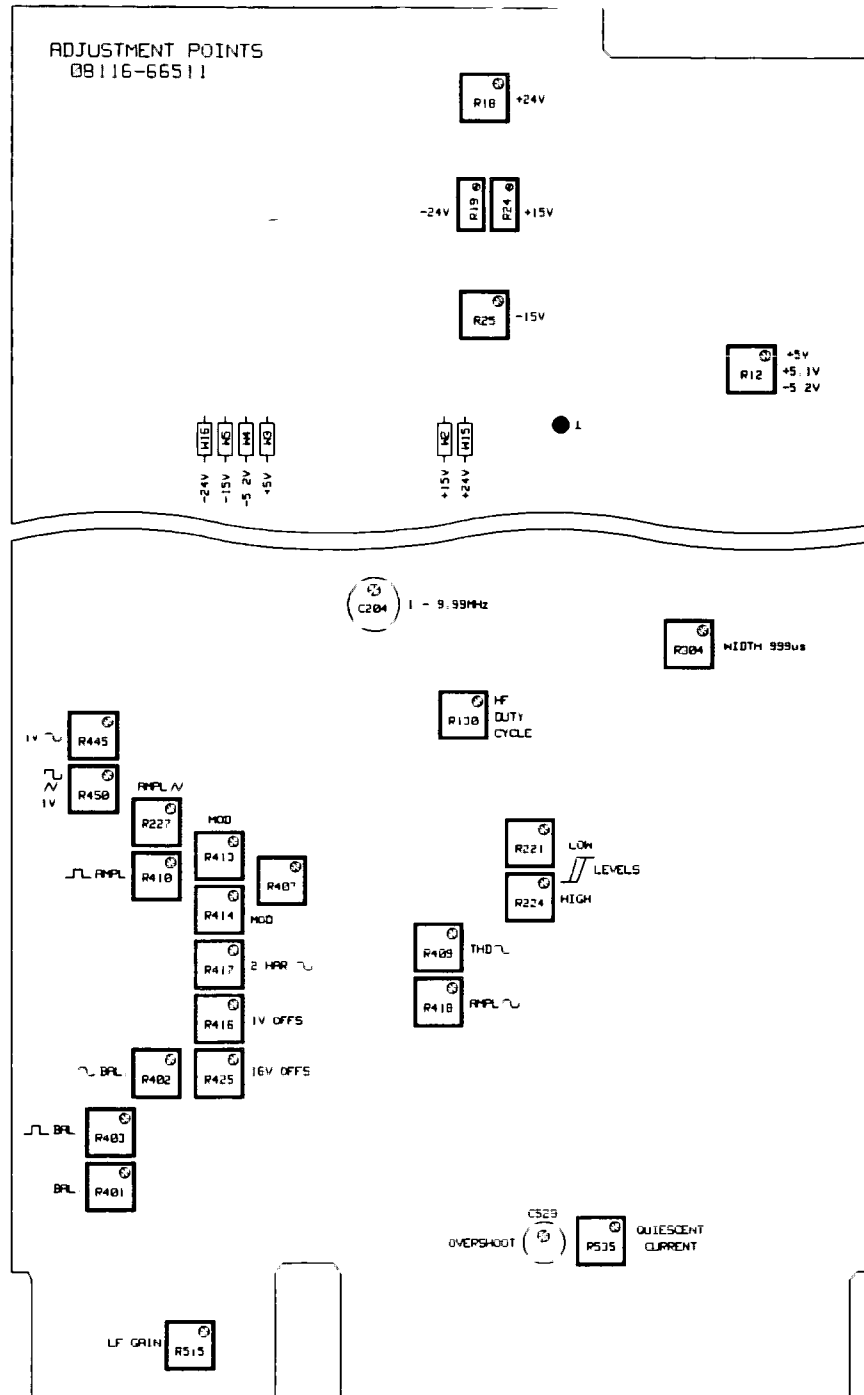 ADJUSTMENT POINTS
08116-66511
R18 +24V
-24V R19 R24 +15V
R25 -15V
R12 +5V
+5.1V
-5 2V
1
W16 W5 W4 W3 W2 W15
-24V -15V -5 2V +5V +15V +24V
C204 1 - 9.99MHz
R304 WIDTH 999us
R130 HF
DUTY
CYCLE
1V R445
R450
1V
AMPL
R227
MOD
R413
AMPL R410
R407
R414 MOD
R221 LOW
LEVELS
R224 HIGH
R409 THD
R417 2 HAR
R418 AMPL
R416 1V OFFS
BAL R402 R425 16V OFFS
BAL R403
BAL R401
C529
OVERSHOOT
R535 QUIESCENT
CURRENT
LF GAIN R515